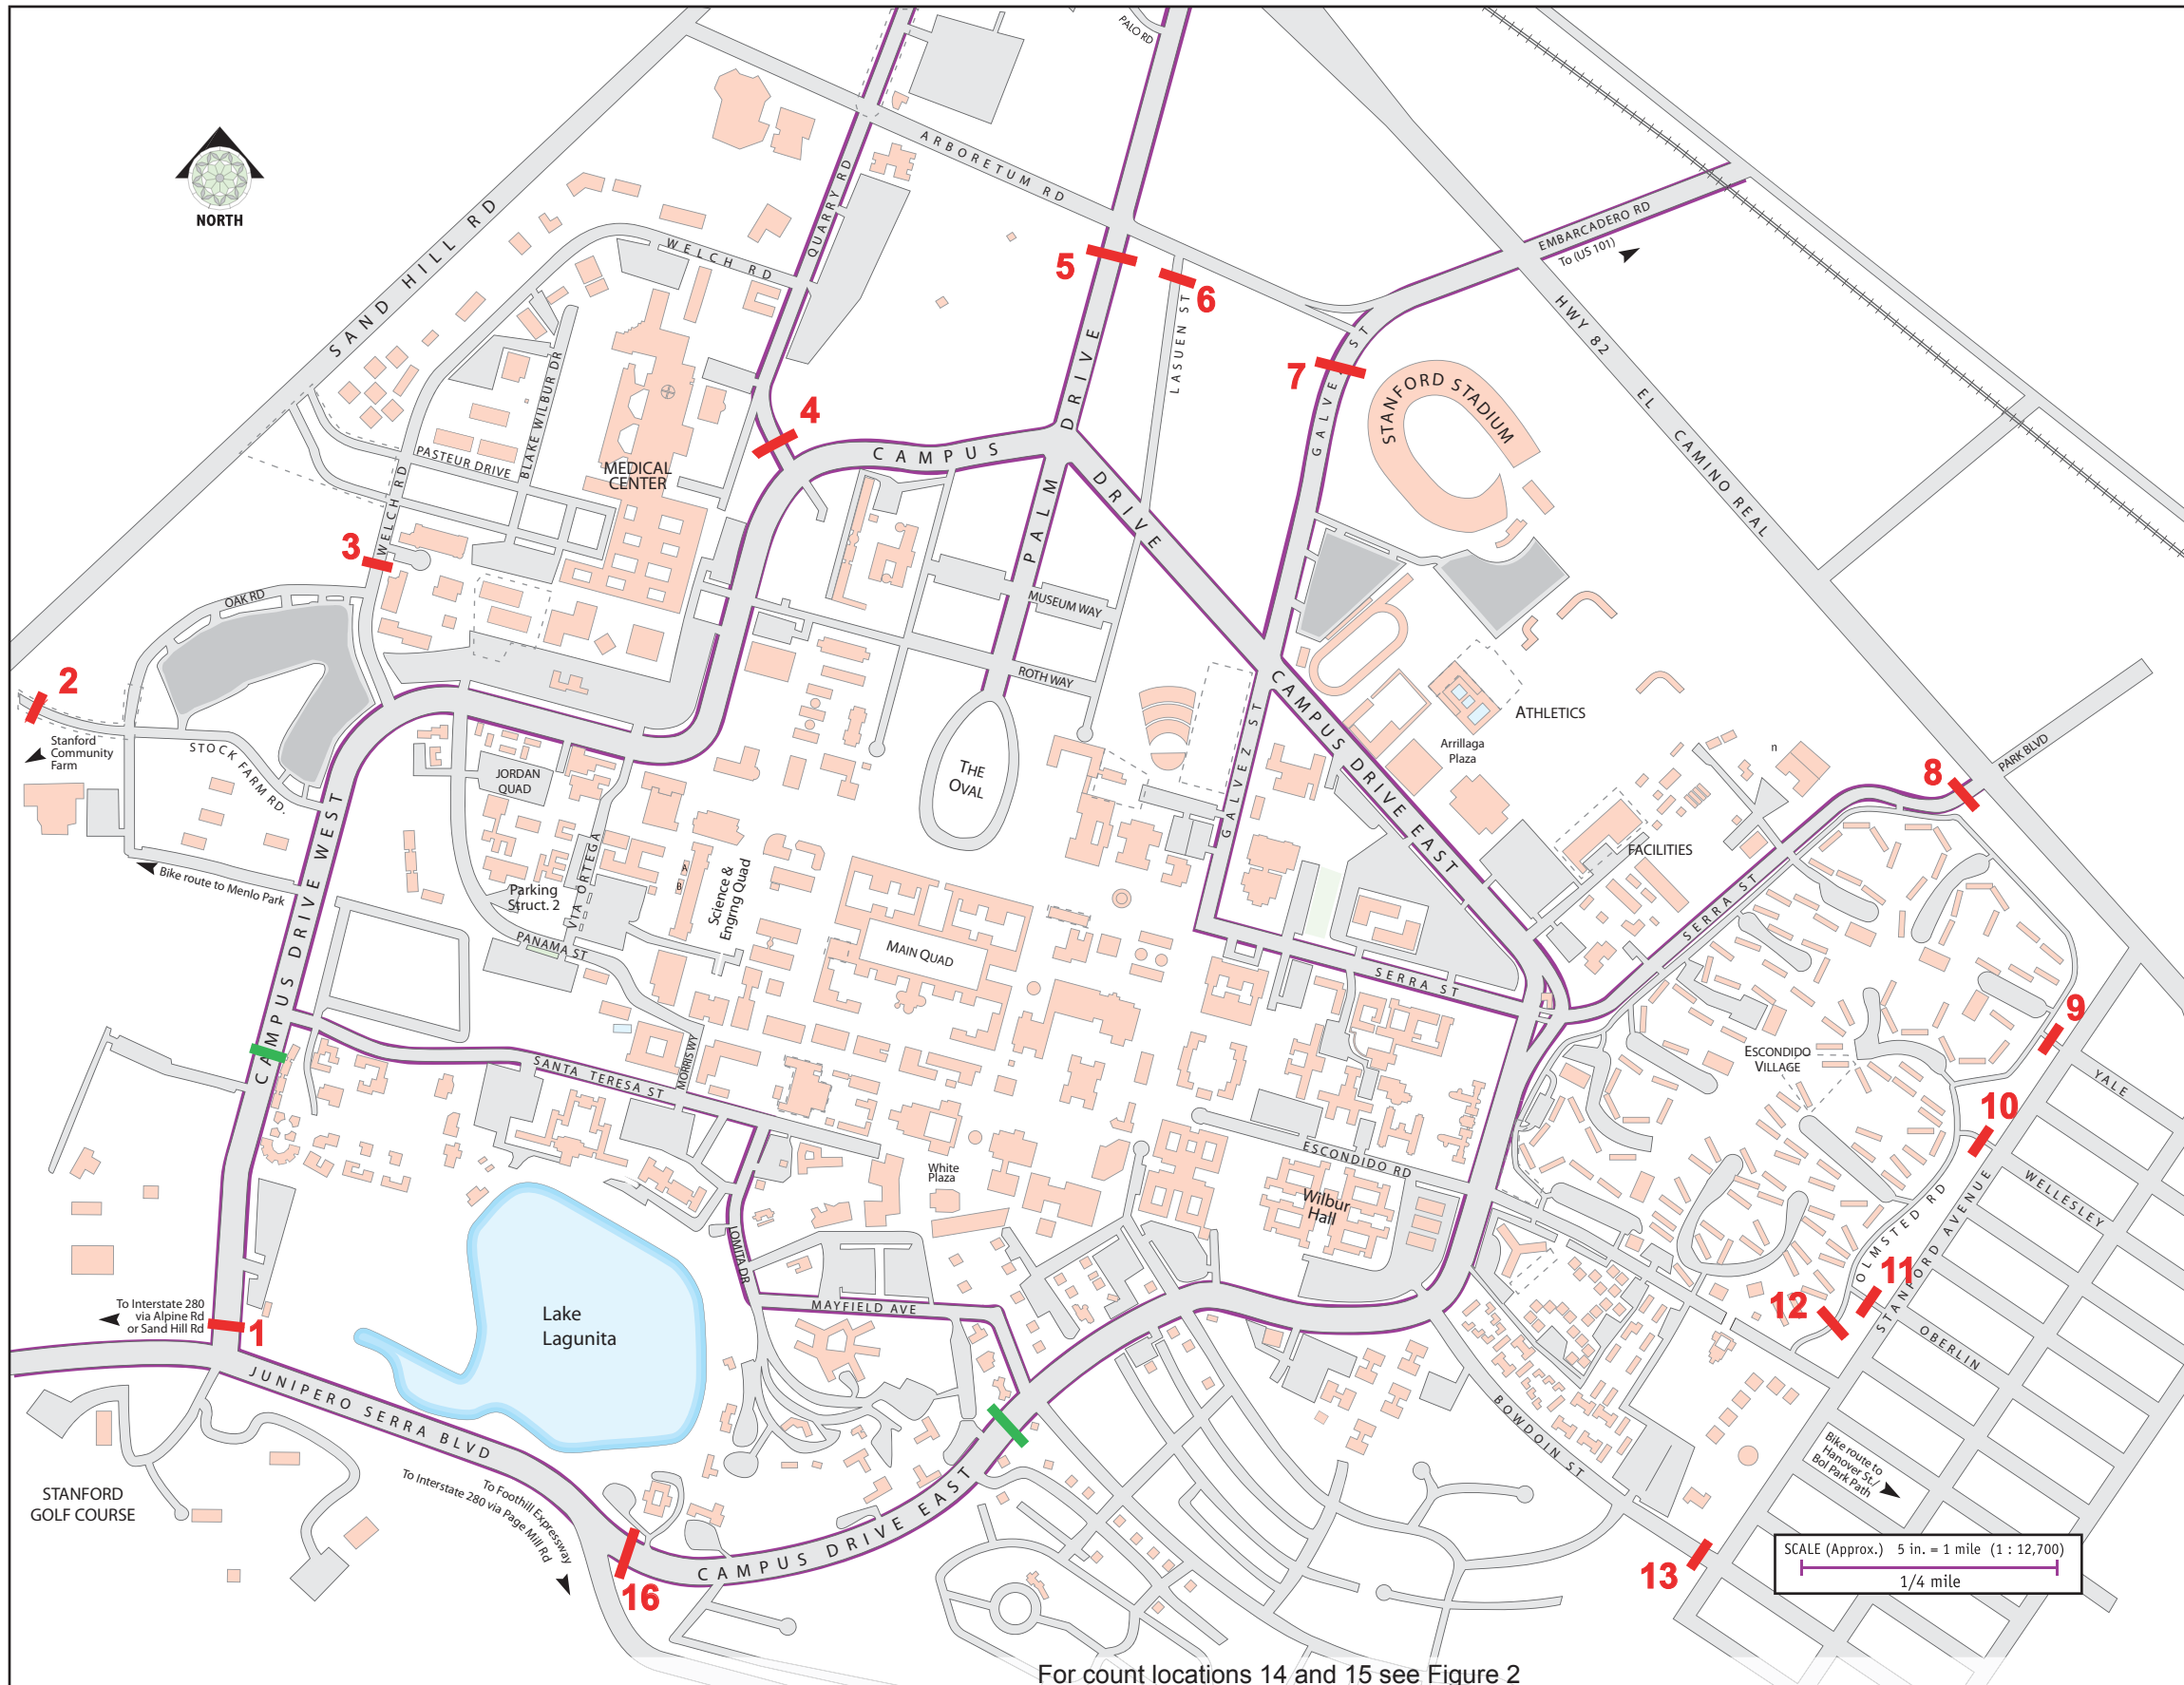 PALO RD
ARBORETUM RD
NORTH
SAND HILL RD
QUARRY RD
WELCH RD
EMBARCADERO RD
To (US 101)
5
6
LASUEN ST
HWY 82
EL CAMINO REAL
7
GALVEZ ST
STANFORD STADIUM
BLAKE WILBUR DR
PASTEUR DRIVE
4
MEDICAL
CENTER
CAMPUS DRIVE
PALM DRIVE
WELCH RD
3
OAK RD
MUSEUM WAY
ROTH WAY
2
Stanford
Community
Farm
STOCK FARM RD.
JORDAN
QUAD
THE
OVAL
GALVEZ ST
CAMPUS DRIVE EAST
ATHLETICS
Arrillaga
Plaza
n
8
PARK BLVD
FACILITIES
Bike route to Menlo Park
CAMPUS DRIVE WEST
VIA ORTEGA
A
B
Science &
Engrng Quad
Parking
Struct. 2
PANAMA ST
MAIN QUAD
SERRA ST
SERRA ST
9
ESCONDIDO
VILLAGE
YALE
SANTA TERESA ST
MORRIS WY
10
White
Plaza
ESCONDIDO RD
Wilbur
Hall
WELLESLEY
OLMSTED RD
STANFORD AVENUE
LOMITA DR
MAYFIELD AVE
11
12
OBERLIN
To Interstate 280
via Alpine Rd
or Sand Hill Rd
1
Lake
Lagunita
JUNIPERO SERRA BLVD
BOWDOIN ST
Bike route to
Hanover St./
Bol Park Path
STANFORD
GOLF COURSE
To Foothill Expressway
To Interstate 280 via Page Mill Rd
CAMPUS DRIVE EAST
16
13
SCALE (Approx.) 5 in. = 1 mile (1 : 12,700)
1/4 mile
For count locations 14 and 15 see Figure 2